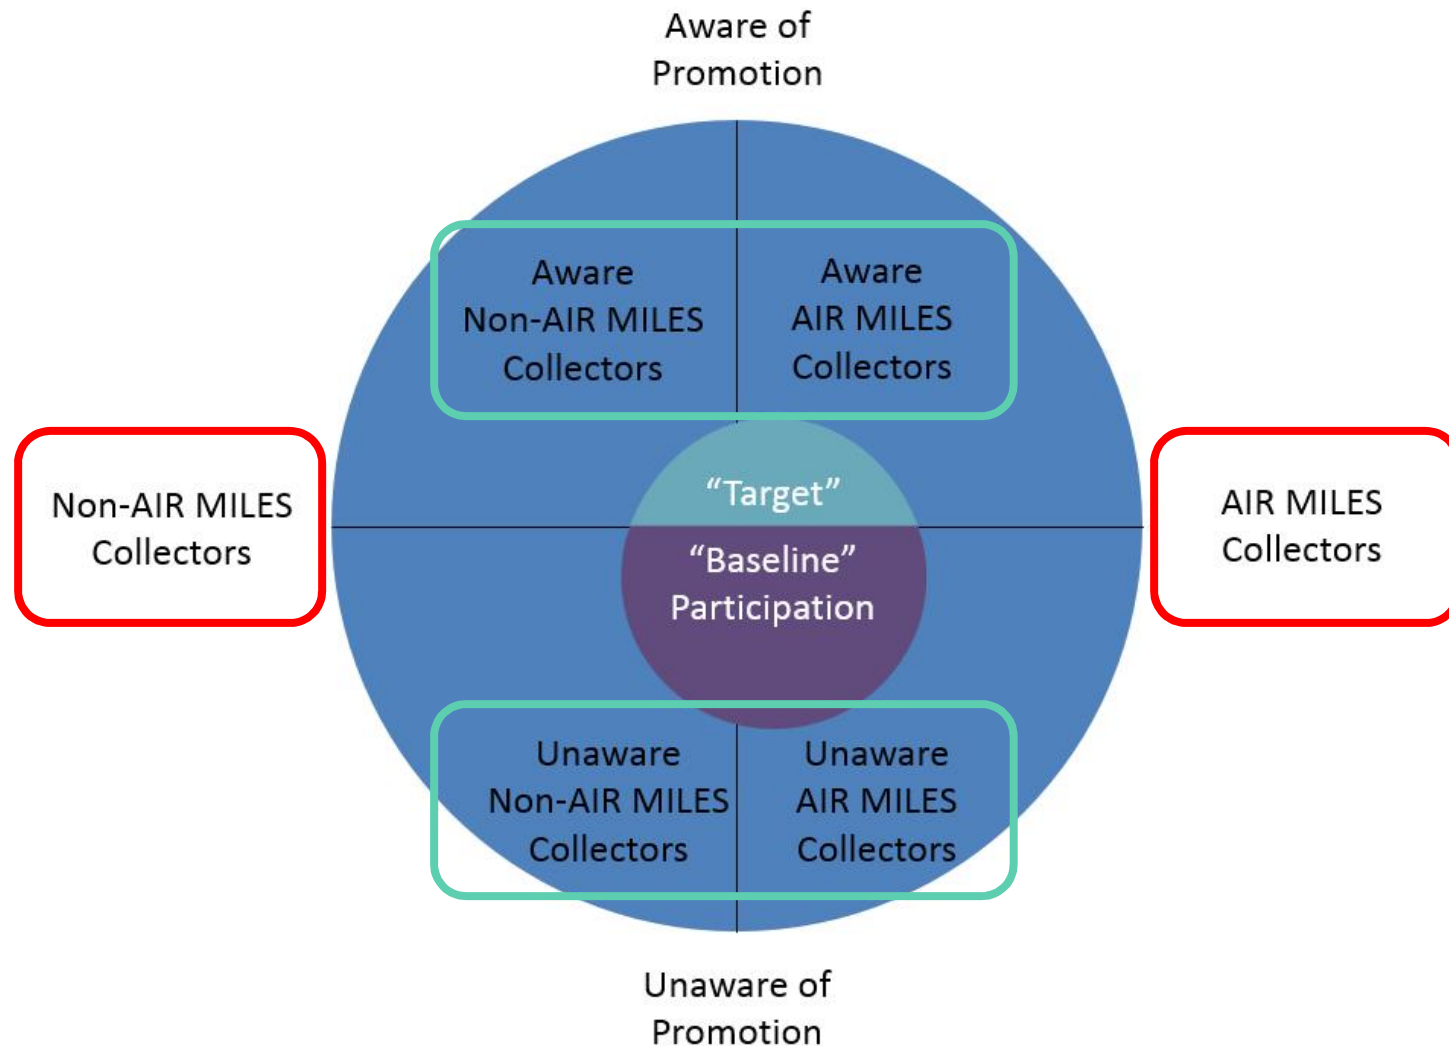 Aware of
Promotion
Aware
Non-AIR MILES
Collectors
Aware
AIR MILES
Collectors
Non-AIR MILES
Collectors
“Target”
“Baseline”
Participation
AIR MILES
Collectors
Unaware
Non-AIR MILES
Collectors
Unaware
AIR MILES
Collectors
Unaware of
Promotion